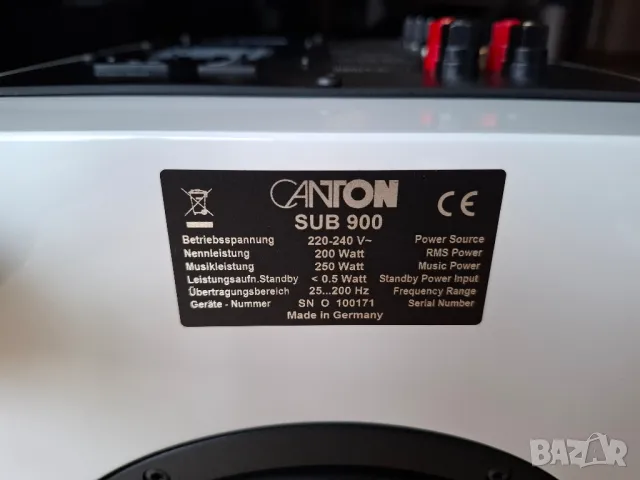 CANTON
SUB 900
Betriebsspannung 220-240 V~ Power Source
Nennleistung 200 Watt RMS Power
Musikleistung 250 Watt Music Power
Leistungsaufn.Standby < 0.5 Watt Standby Power Input
Übertragungsbereich 25...200 Hz Frequency Range
Geräte - Nummer SN O 100171 Serial Number
Made in Germany
CE
BAZAR